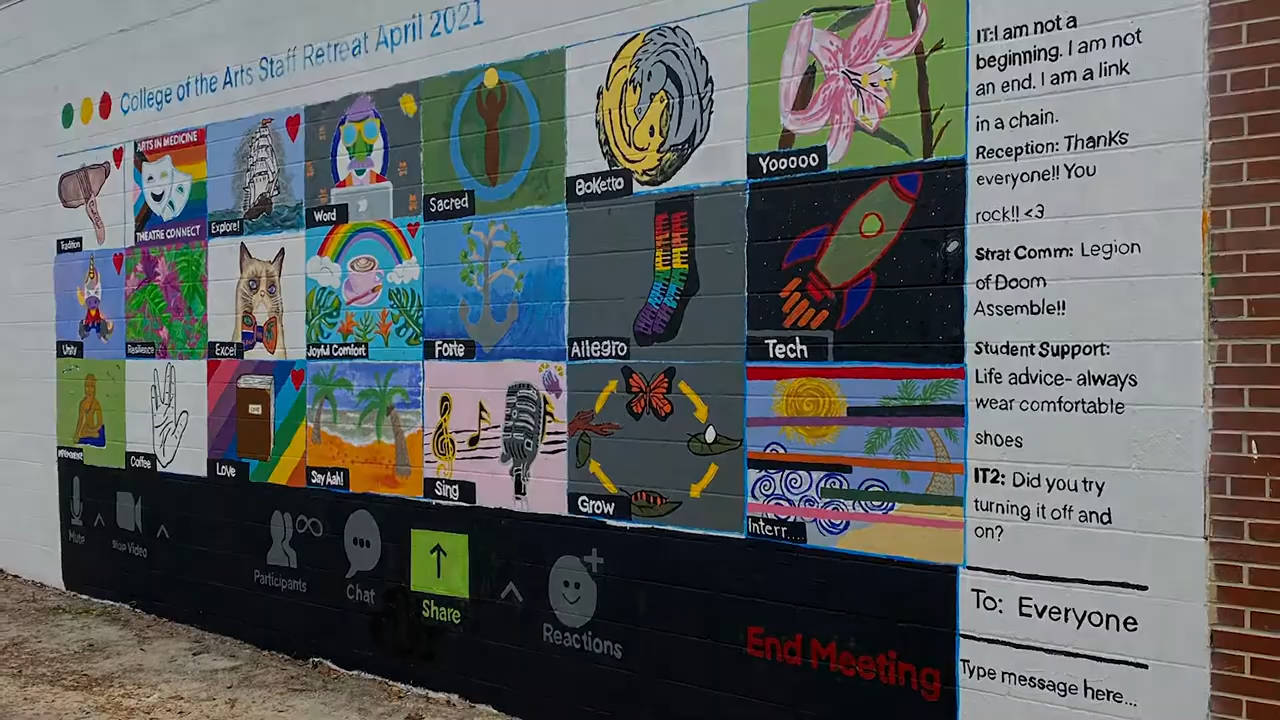 College of the Arts Staff Retreat April 2021
Tradition
ARTS IN MEDICINE
THEATRE CONNECT
Explore!
Word
Sacred
BoKetto
Yooooo
Unity
Resilience
Excel
Joyful Comfort
Forte
Allegro
Tech
Coffee
Love
Say Aah!
Sing
Grow
Interr....
Mute
Stop Video
Participants
Chat
Share
Reactions
End Meeting
IT: I am not a
beginning. I am not
an end. I am a link
in a chain.
Reception: Thanks
everyone!! You
rock!! <3
Strat Comm: Legion
of Doom
Assemble!!
Student Support:
Life advice- always
wear comfortable
shoes
IT2: Did you try
turning it off and
on?
To: Everyone
Type message here...